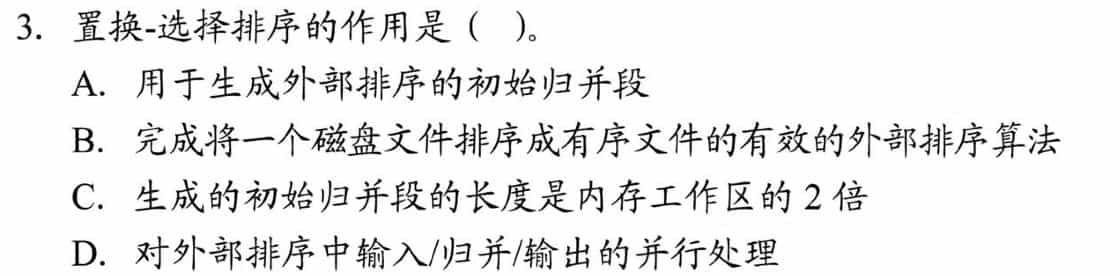 3. 置换-选择排序的作用是（ ）。
A. 用于生成外部排序的初始归并段
B. 完成将一个磁盘文件排序成有序文件的有效的外部排序算法
C. 生成的初始归并段的长度是内存工作区的 2 倍
D. 对外部排序中输入/归并/输出的并行处理